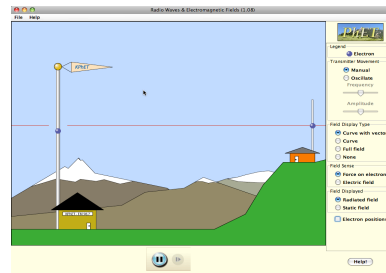 Radio Waves & Electromagnetic Fields (1.08)
File Help
KPhET
PhET
Legend
Electron
Transmitter Movement
Manual
Oscillate
Frequency
Amplitude
Field Display Type
Curve with vecto
Curve
Full field
None
Field Sense
Force on electron
Electric field
Field Displayed
Radiated field
Static field
Electron position
Help!